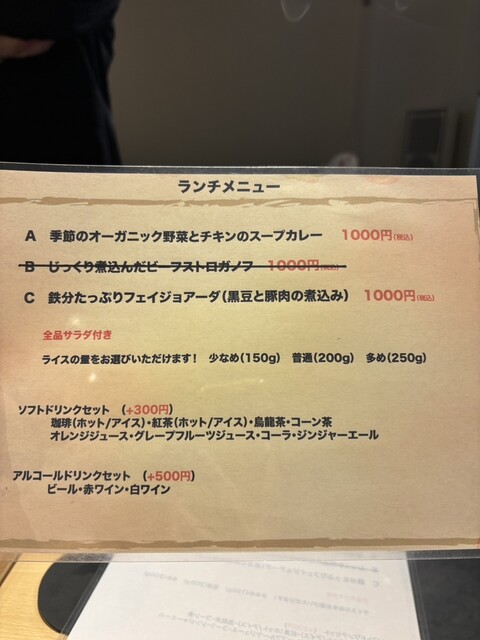 ランチメニュー
A 季節のオーガニック野菜とチキンのスープカレー 1000円(税込)
B じっくり煮込んだビーフストロガノフ 1000円(税込)
C 鉄分たっぷりフェイジョアーダ(黒豆と豚肉の煮込み) 1000円(税込)
全品サラダ付き
ライスの量をお選びいただけます! 少なめ(150g) 普通(200g) 多め(250g)
ソフトドリンクセット (+300円)
珈琲(ホット/アイス)・紅茶(ホット/アイス)・烏龍茶・コーン茶
オレンジジュース・グレープフルーツジュース・コーラ・ジンジャーエール
アルコールドリンクセット (+500円)
ビール・赤ワイン・白ワイン